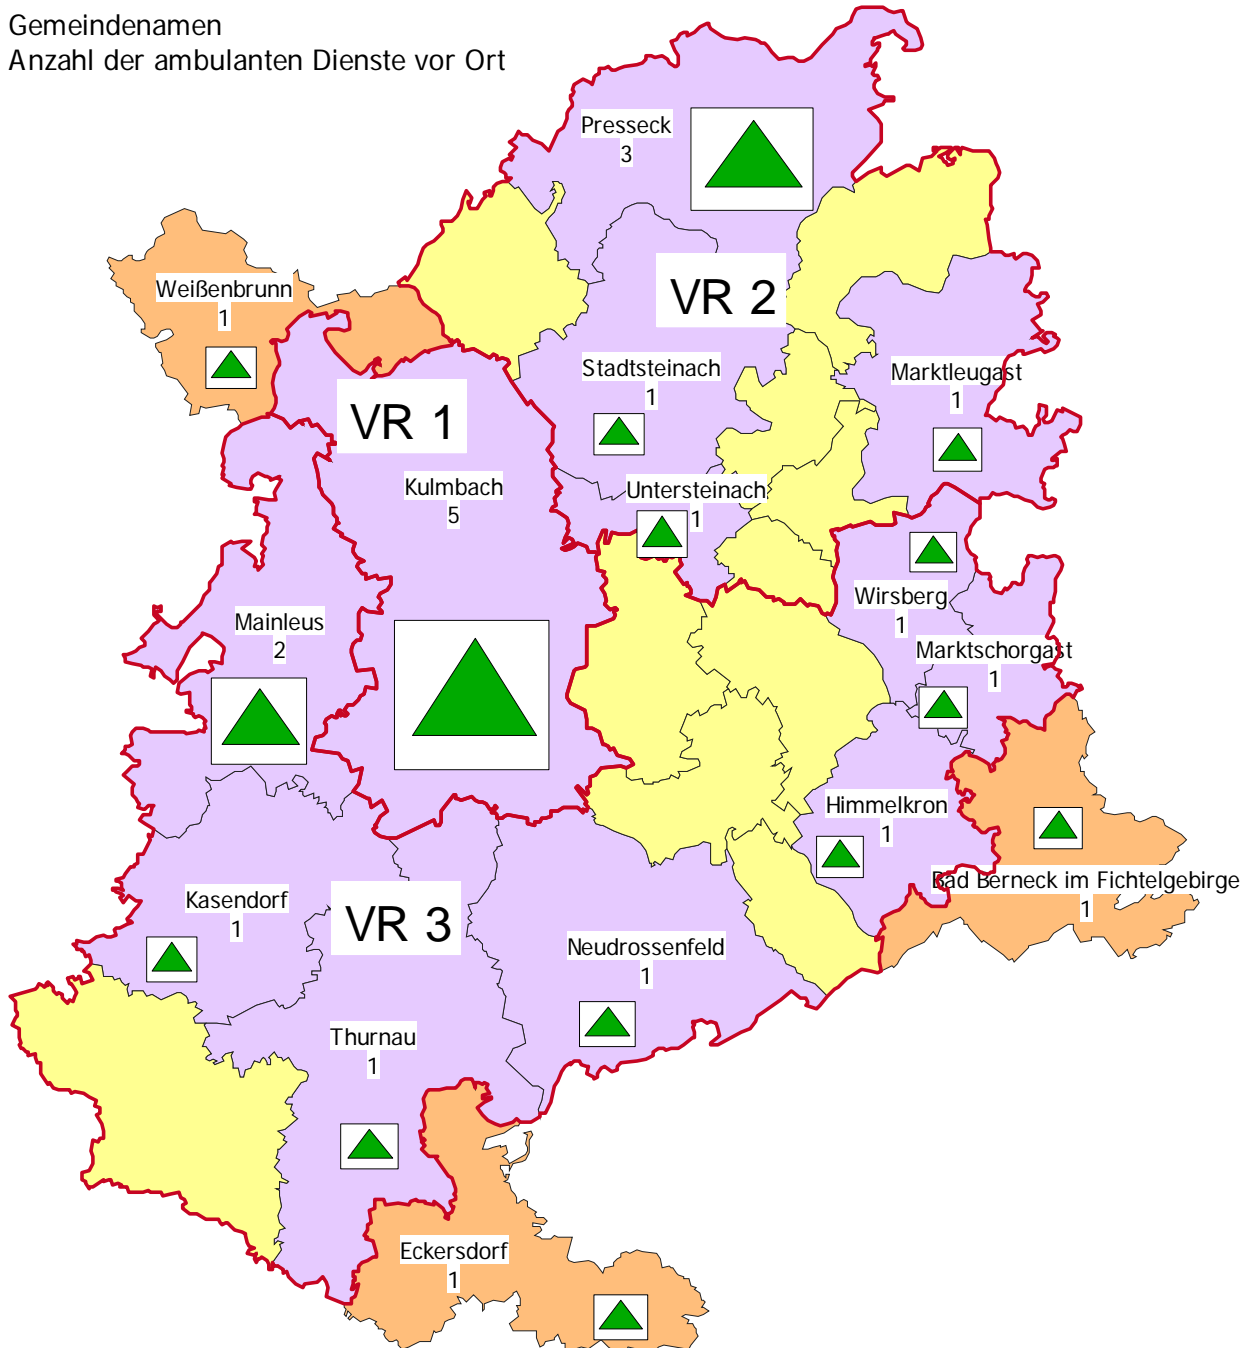 Gemeindenamen
Anzahl der ambulanten Dienste vor Ort
Presseck
3
Weißenbrunn
1
VR 2
Stadtsteinach
1
Marktleugast
1
VR 1
Kulmbach
5
Untersteinach
1
Wirsberg
1
Mainleus
2
Marktschorgast
1
Himmelkron
1
Bad Berneck im Fichtelgebirge
1
Kasendorf
1
VR 3
Neudrossenfeld
1
Thurnau
1
Eckersdorf
1